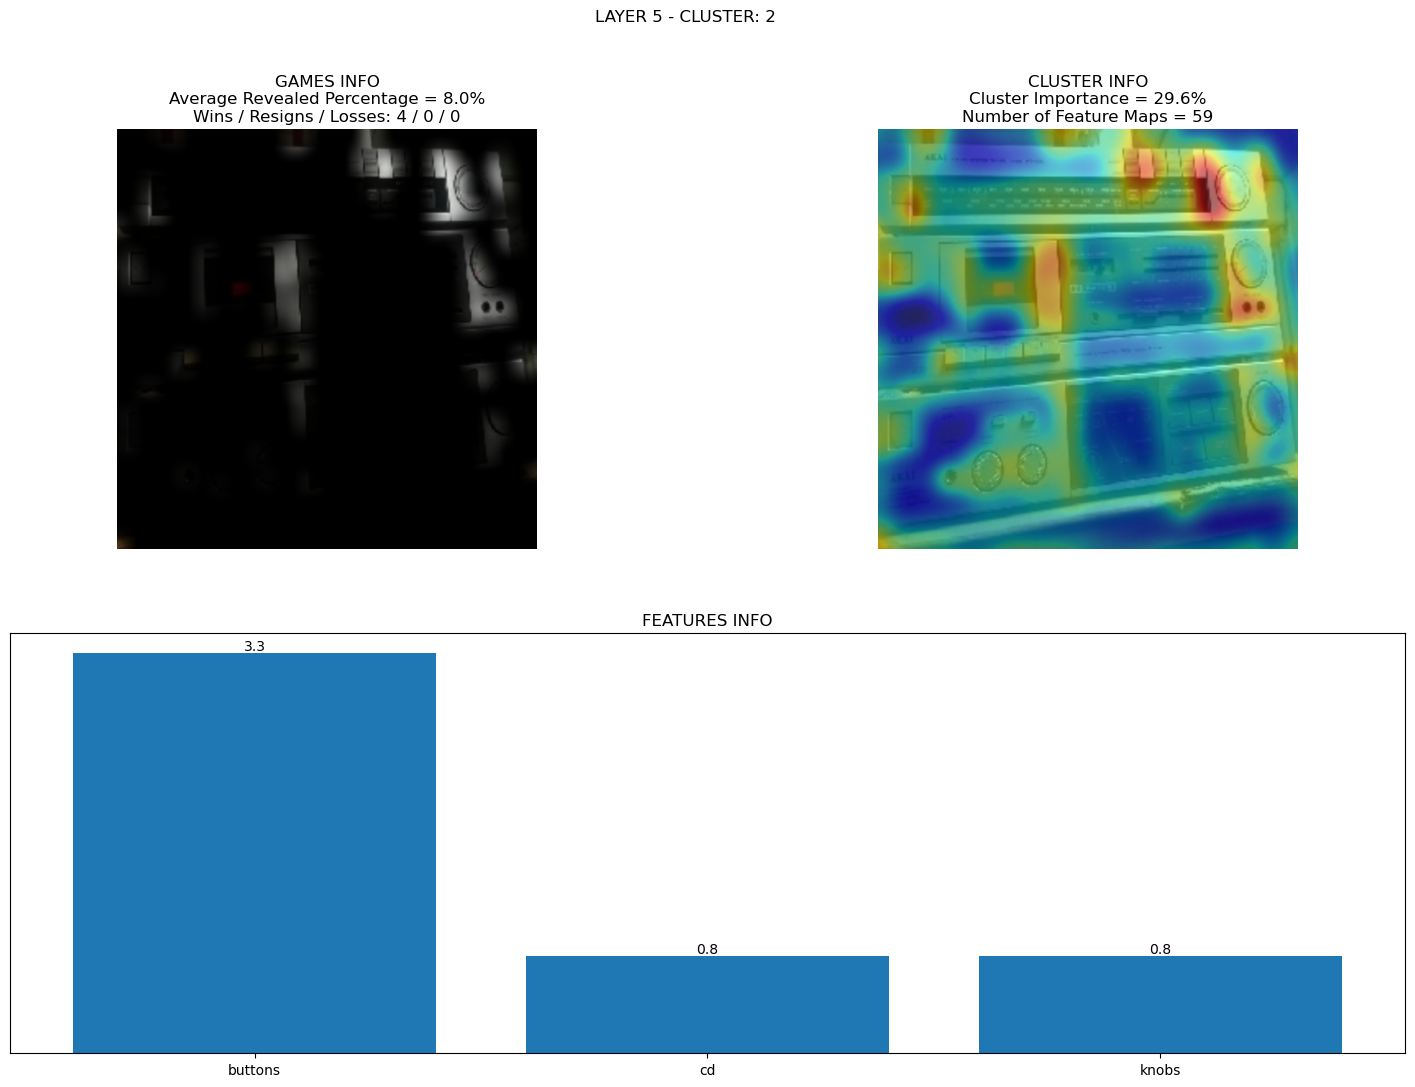 LAYER 5 - CLUSTER: 2
GAMES INFO
Average Revealed Percentage = 8.0%
Wins / Resigns / Losses: 4 / 0 / 0
CLUSTER INFO
Cluster Importance = 29.6%
Number of Feature Maps = 59
AKAI
FEATURES INFO
3.3
0.8
0.8
buttons
cd
knobs